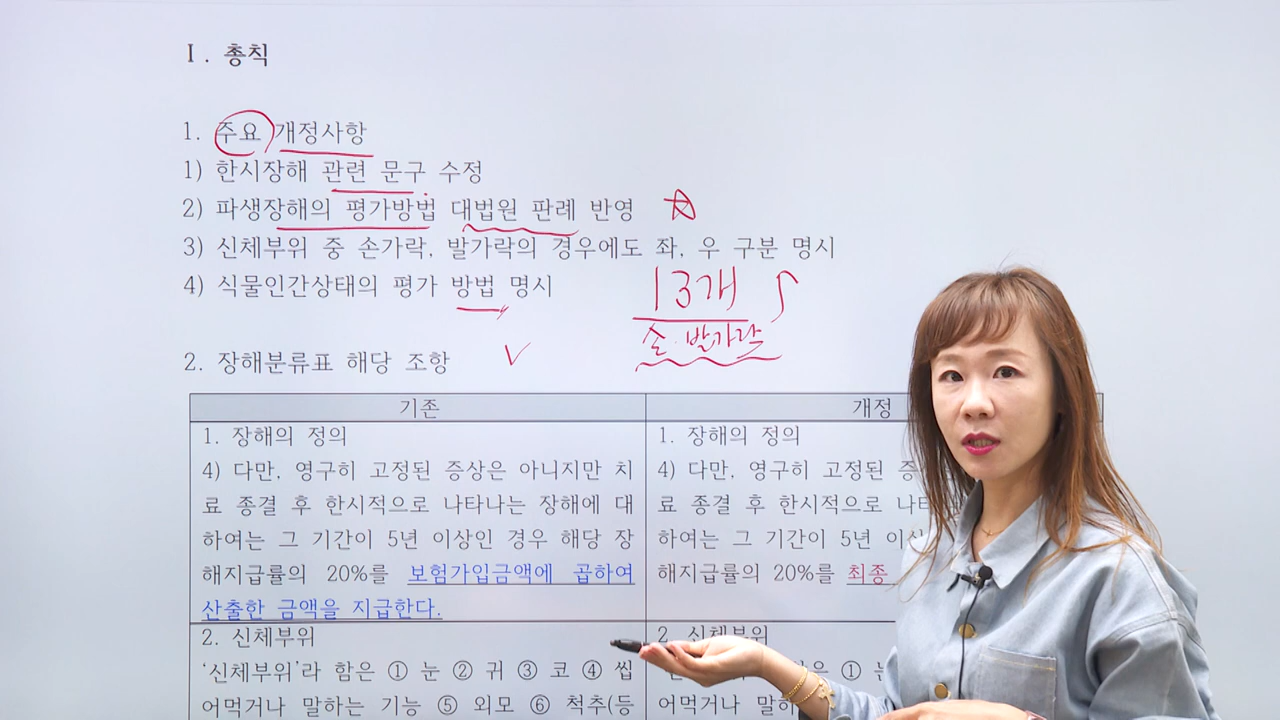 Ⅰ. 총칙
1. 주요 개정사항
1) 한시장해 관련 문구 수정
2) 파생장해의 평가방법 대법원 판례 반영
3) 신체부위 중 손가락, 발가락의 경우에도 좌, 우 구분 명시
4) 식물인간상태의 평가 방법 명시
13개
손·발가락
2. 장해분류표 해당 조항
기존
1. 장해의 정의
4) 다만, 영구히 고정된 증상은 아니지만 치
료 종결 후 한시적으로 나타나는 장해에 대
하여는 그 기간이 5년 이상인 경우 해당 장
해지급률의 20%를 보험가입금액에 곱하여
산출한 금액을 지급한다.
2. 신체부위
‘신체부위’라 함은 ① 눈 ② 귀 ③ 코 ④ 씹
어먹거나 말하는 기능 ⑤ 외모 ⑥ 척추(등
개정
1. 장해의 정의
4) 다만, 영구히 고정된
료 종결 후 한시적으로
하여는 그 기간이 5년
해지급률의 20%를 최종
2. 신체부위
① 눈
어먹거나